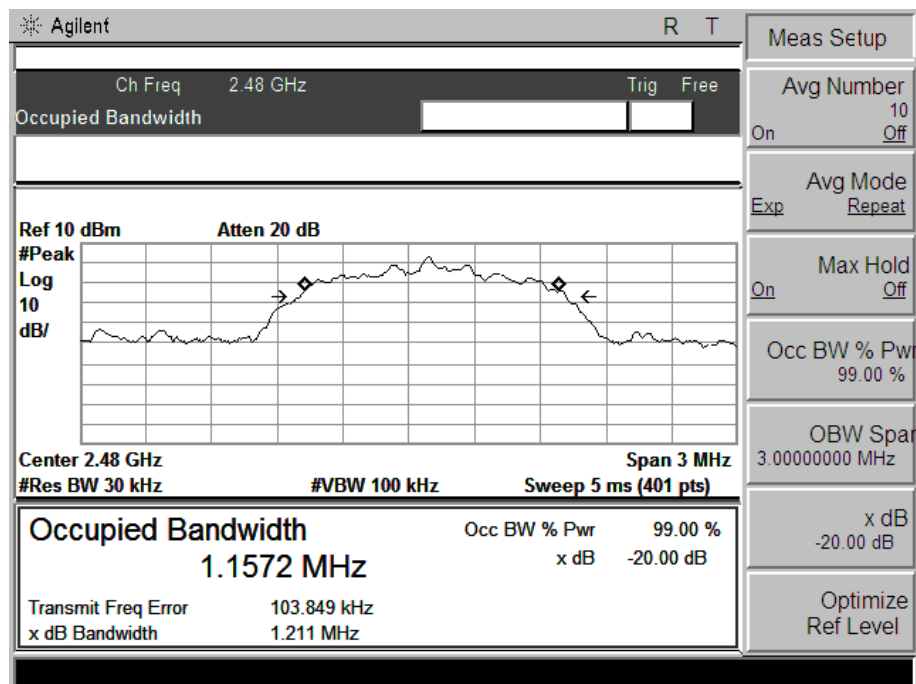 Agilent R T
Ch Freq 2.48 GHz Trig Free
Occupied Bandwidth
Ref 10 dBm Atten 20 dB
#Peak
Log
10
dB/
Center 2.48 GHz Span 3 MHz
#Res BW 30 kHz #VBW 100 kHz Sweep 5 ms (401 pts)
Occupied Bandwidth Occ BW % Pwr 99.00 %
1.1572 MHz x dB -20.00 dB
Transmit Freq Error 103.849 kHz
x dB Bandwidth 1.211 MHz
Meas Setup
Avg Number
10
On Off
Avg Mode
Exp Repeat
Max Hold
On Off
Occ BW % Pwr
99.00 %
OBW Span
3.00000000 MHz
x dB
-20.00 dB
Optimize
Ref Level